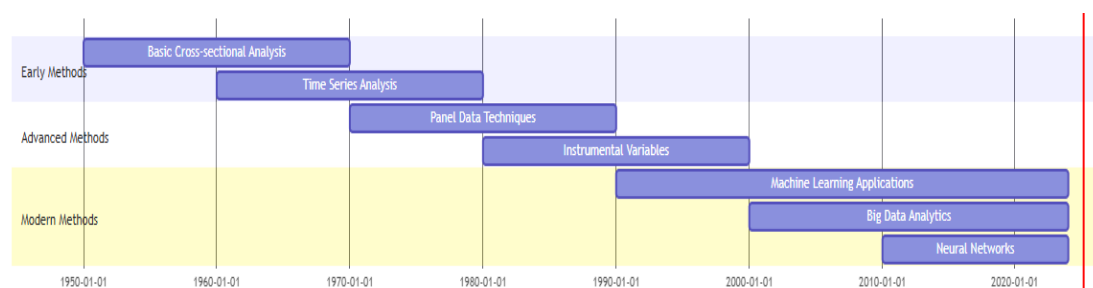 Basic Cross-sectional Analysis
Early Methods
Time Series Analysis
Panel Data Techniques
Advanced Methods
Instrumental Variables
Machine Learning Applications
Modern Methods
Big Data Analytics
Neural Networks
1950-01-01 1960-01-01 1970-01-01 1980-01-01 1990-01-01 2000-01-01 2010-01-01 2020-01-01